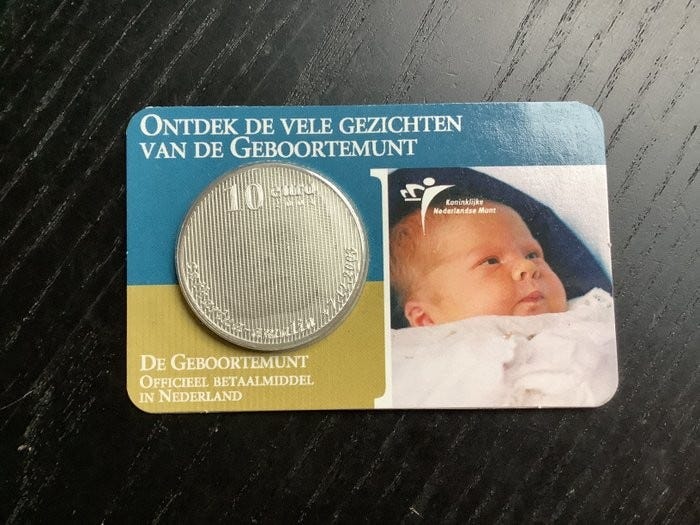 ONTDEK DE VELE GEZICHTEN
VAN DE GEBOORTEMUNT
10 euro
Koninklijke
Nederlandse Munt
DE GEBOORTEMUNT
OFFICIEEL BETAALMIDDEL
IN NEDERLAND